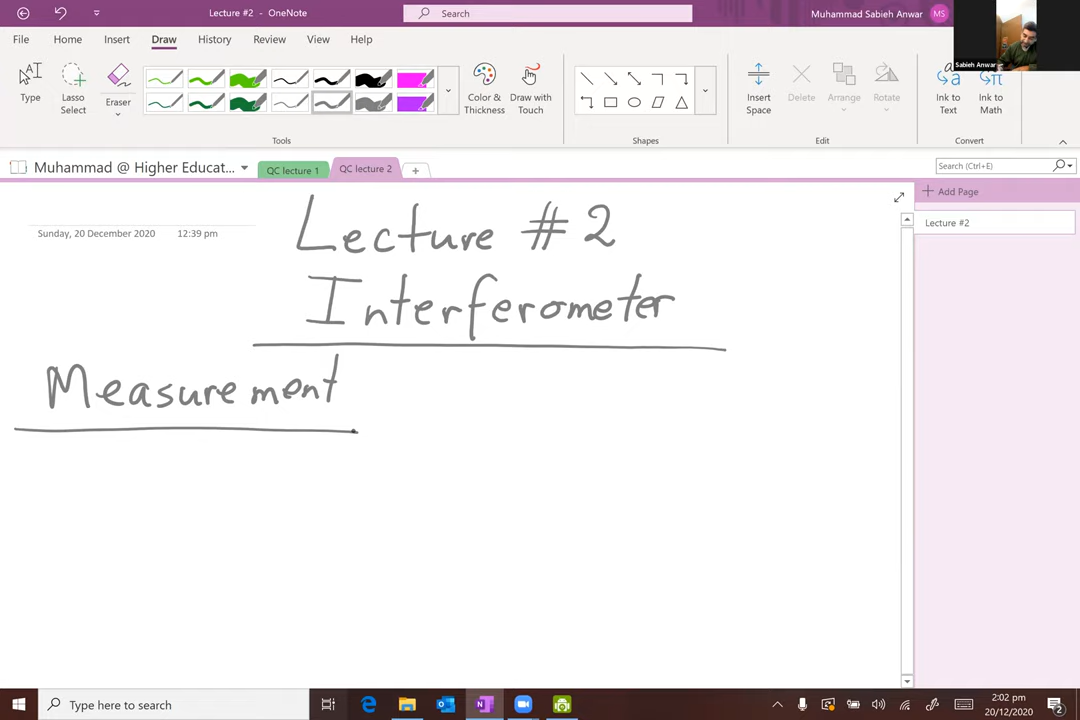 Lecture #2 - OneNote
Search
Muhammad Sabieh Anwar
MS
Sabieh Anwar
File
Home
Insert
Draw
History
Review
View
Help
Type
Lasso Select
Eraser
Color & Thickness
Draw with Touch
Insert Space
Delete
Arrange
Rotate
Ink to Text
Ink to Math
Tools
Shapes
Edit
Convert
Muhammad @ Higher Educat...
QC lecture 1
QC lecture 2
Search (Ctrl+E)
Add Page
Lecture #2
Sunday, 20 December 2020
12:39 pm
Lecture #2
Interferometer
Measurement
Type here to search
2:02 pm
20/12/2020
2